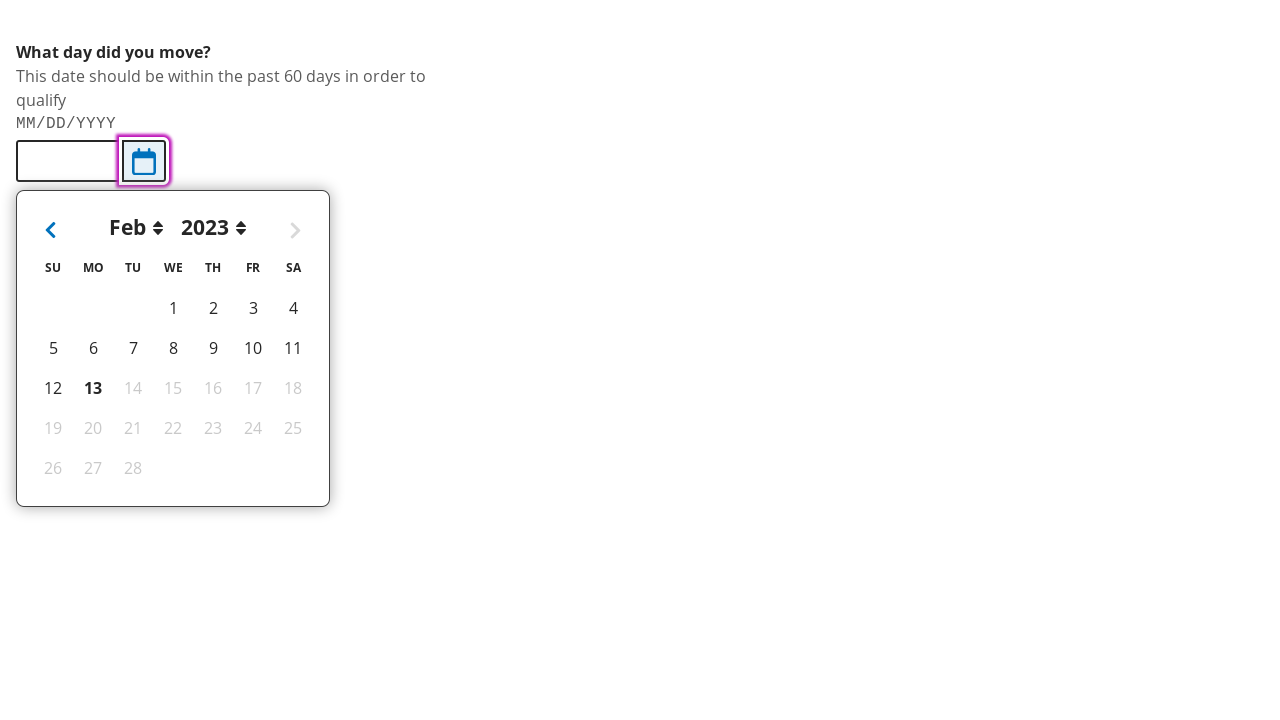 What day did you move?
This date should be within the past 60 days in order to
qualify
MM/DD/YYYY
Feb 2023
SU MO TU WE TH FR SA
1 2 3 4
5 6 7 8 9 10 11
12 13 14 15 16 17 18
19 20 21 22 23 24 25
26 27 28